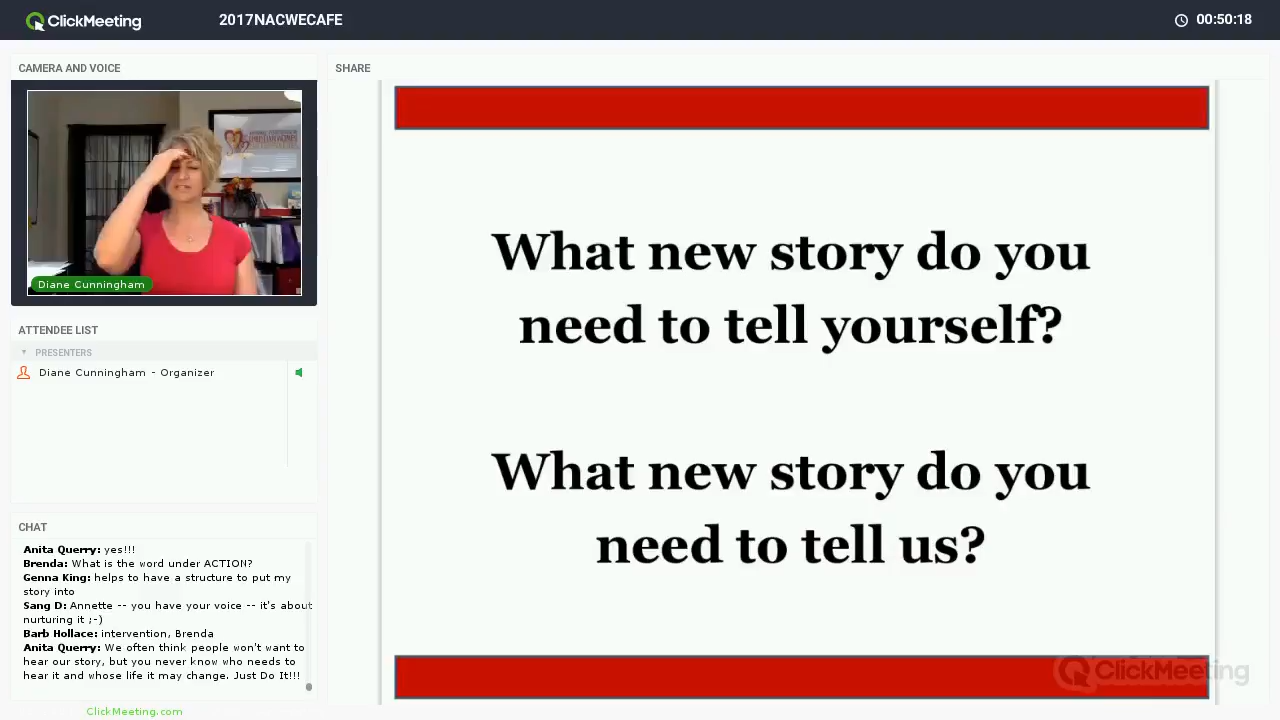 ClickMeeting
2017NACWECAFE
00:50:18
CAMERA AND VOICE
Diane Cunningham
ATTENDEE LIST
PRESENTERS
Diane Cunningham - Organizer
CHAT
Anita Querry: yes!!!
Brenda: What is the word under ACTION?
Genna King: helps to have a structure to put my
story into
Sang D: Annette -- you have your voice -- it's about
nurturing it ;-)
Barb Hollace: intervention, Brenda
Anita Querry: We often think people won't want to
hear our story, but you never know who needs to
hear it and whose life it may change. Just Do It!!!
ClickMeeting.com
SHARE
What new story do you
need to tell yourself?
What new story do you
need to tell us?
ClickMeeting